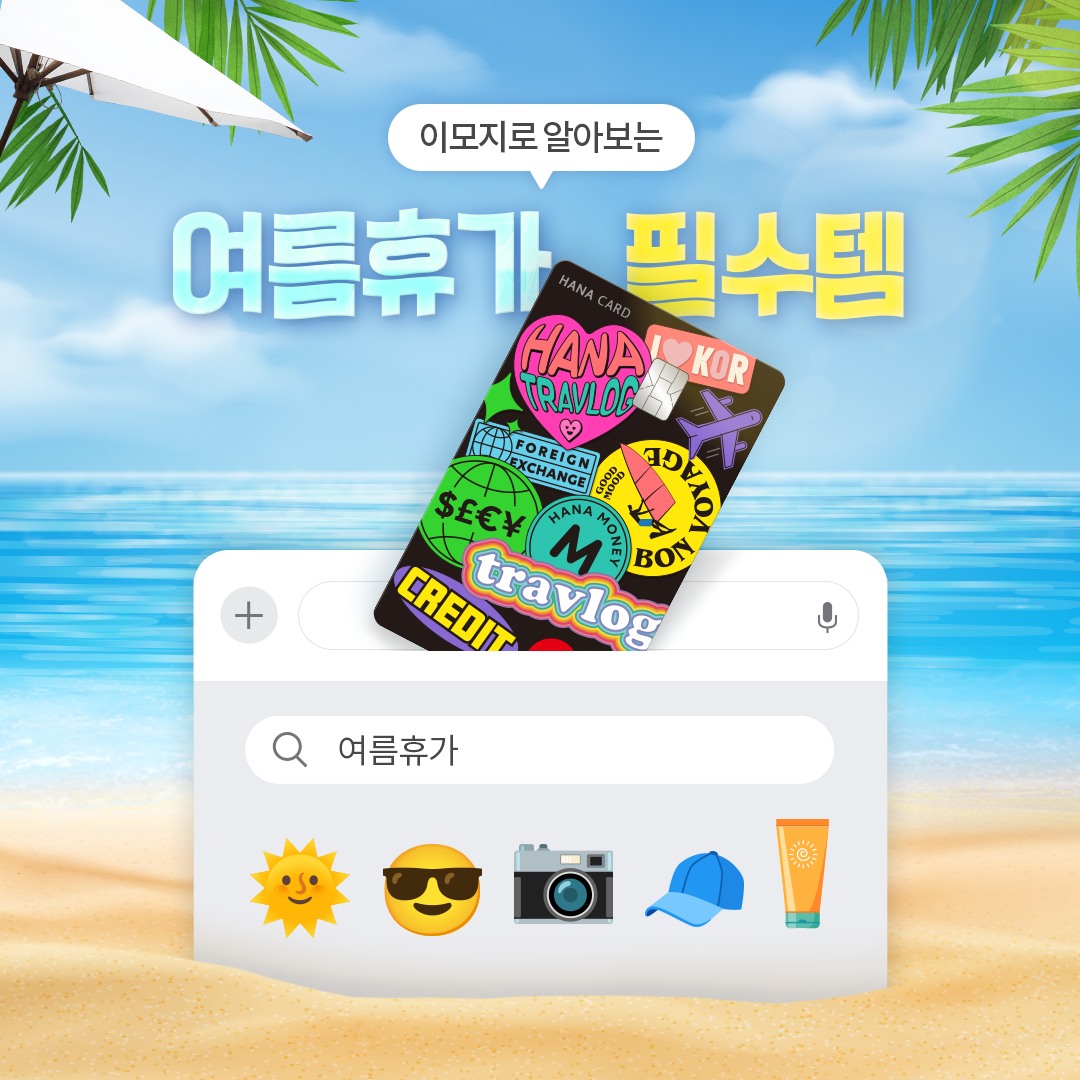 이모지로 알아보는
여름휴가 필수템
HANA CARD
HANA
TRAVLOG
I KOR
FOREIGN
EXCHANGE
GOOD
MOOD
BON VOYAGE
$£€¥
HANA MONEY
M
travlog
CREDIT
여름휴가